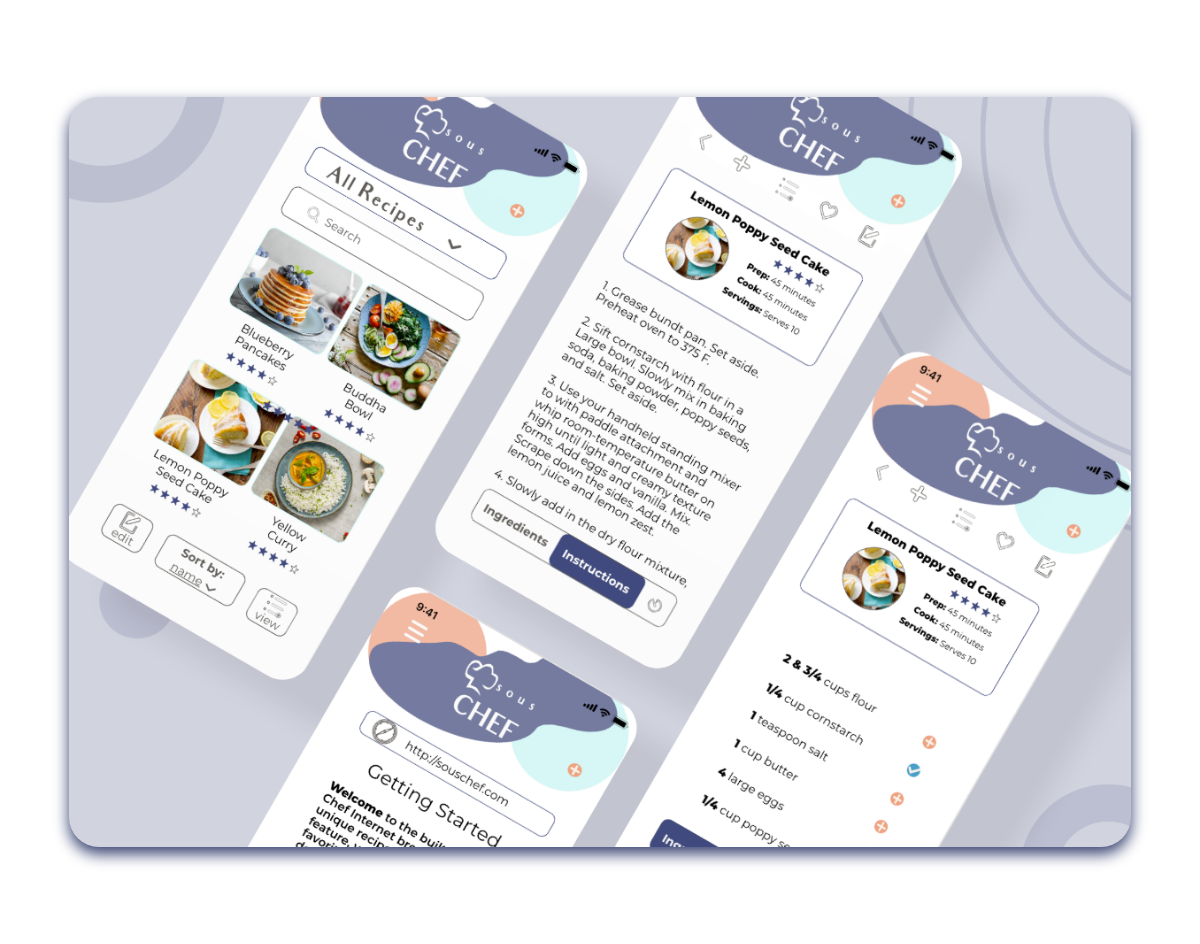 SOUS
CHEF
All Recipes
Search
Blueberry
Pancakes
Buddha
Bowl
Lemon Poppy
Seed Cake
Yellow
Curry
edit
Sort by:
name
view
SOUS
CHEF
Lemon Poppy Seed Cake
Prep: 45 minutes
Cook: 45 minutes
Servings: Serves 10
1. Grease bundt pan. Set aside.
Preheat oven to 375 F.
2. Sift cornstarch with flour in a
Large bowl. Slowly mix in baking
soda, baking powder, poppy seeds,
and salt. Set aside.
3. Use your handheld standing mixer
to with paddle attachment and
whip room-temperature butter on
high until light and creamy texture
forms. Add eggs and vanilla. Mix.
Scrape down the sides. Add the
lemon juice and lemon zest.
4. Slowly add in the dry flour mixture,
Ingredients
Instructions
9:41
SOUS
CHEF
http://souschef.com
Getting Started
Welcome to the buil
Chef Internet bro
unique recip
feature, y
favori
9:41
SOUS
CHEF
Lemon Poppy Seed Cake
Prep: 45 minutes
Cook: 45 minutes
Servings: Serves 10
2 & 3/4 cups flour
1/4 cup cornstarch
1 teaspoon salt
1 cup butter
4 large eggs
1/4 cup poppy se
Ing